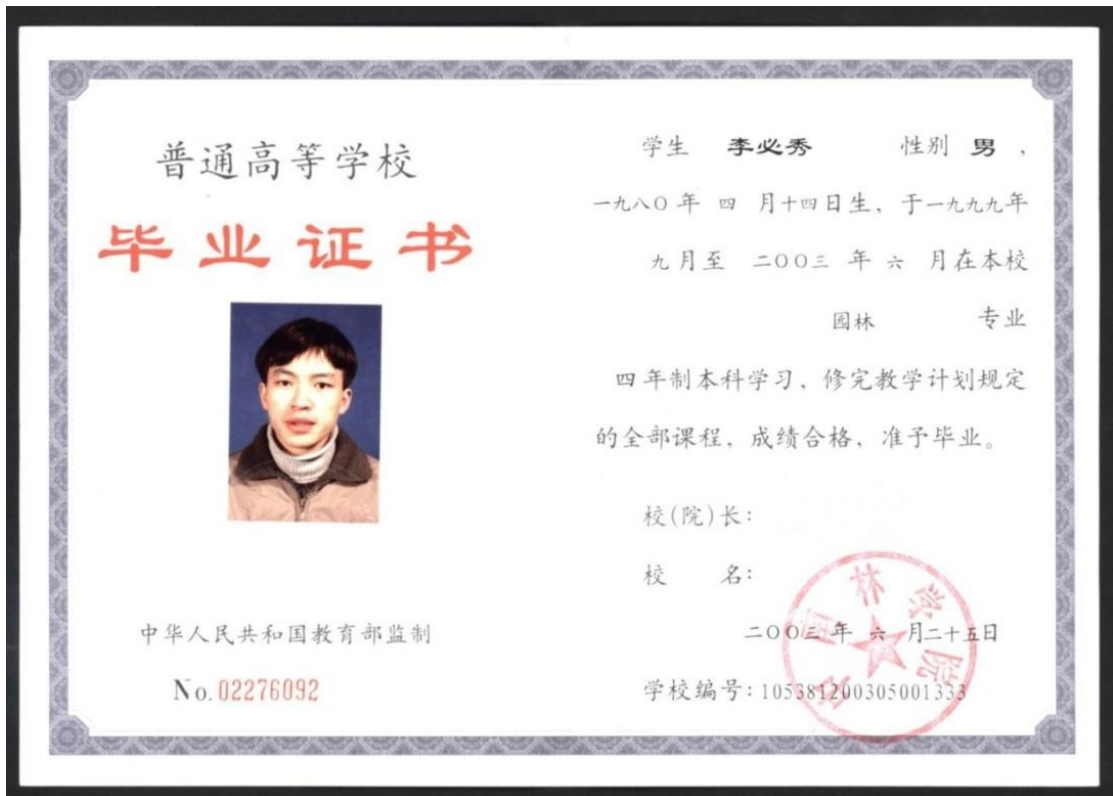 普通高等学校
毕业证书
中华人民共和国教育部监制
No. 02276092
学生 李必秀 性别 男，
一九八〇年 四 月十四日生，于一九九九年
九月至 二〇〇三 年 六 月在本校
园林 专业
四年制本科学习，修完教学计划规定
的全部课程，成绩合格，准予毕业。
校(院)长：
校 名：
二〇〇三年 六 月二十五日
学校编号：105381200305001333
中南林学院